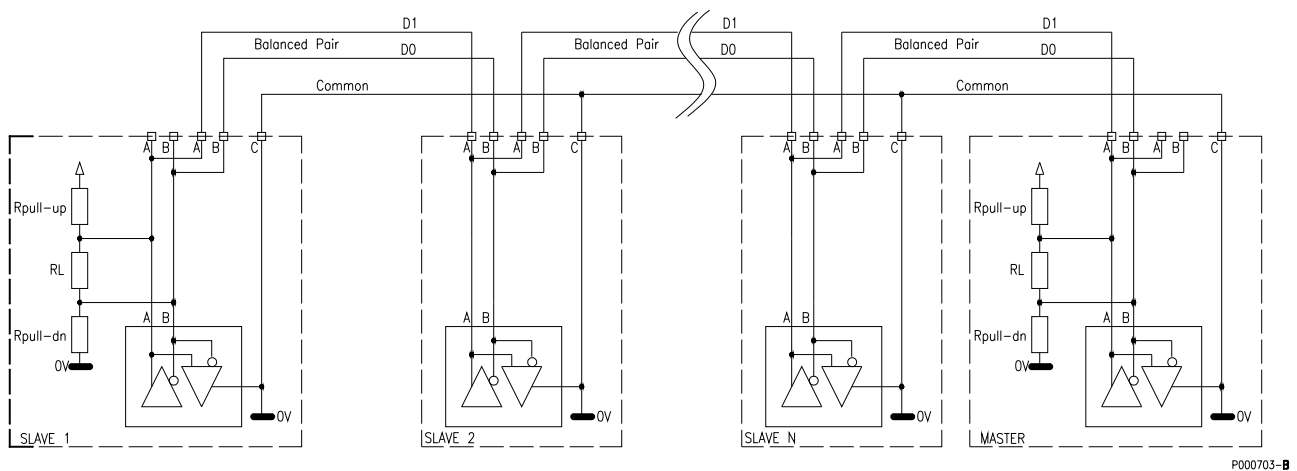 D1 D1 D1
Balanced Pair Balanced Pair Balanced Pair
D0 D0 D0
Common Common
A B A B C A B A B C A B A B C A B A B C
Rpull-up Rpull-up
RL RL
A B A B A B A B
Rpull-dn Rpull-dn
0V 0V
0V 0V 0V 0V
SLAVE 1 SLAVE 2 SLAVE N MASTER
P000703-B